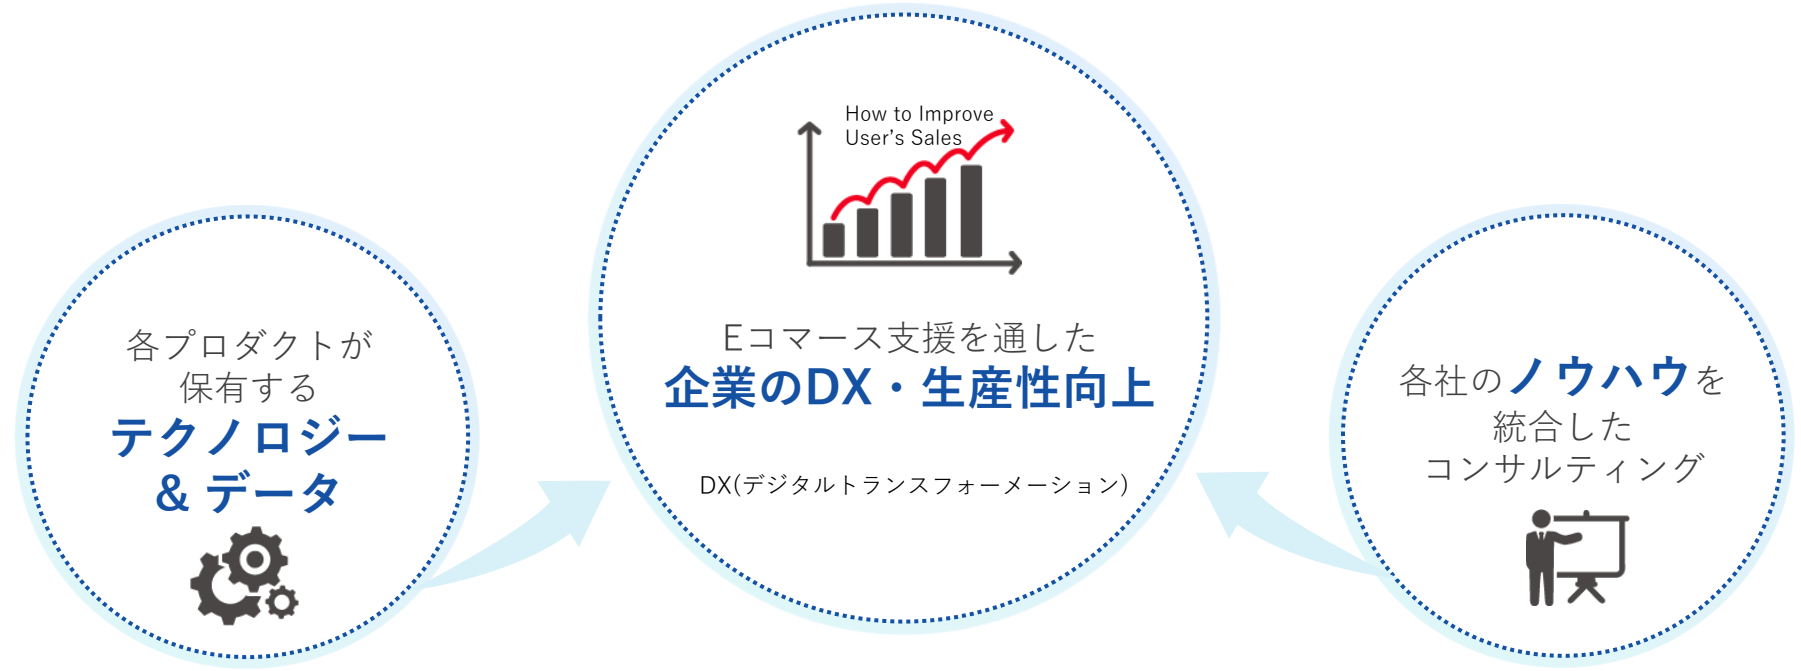 各プロダクトが
保有する
テクノロジー
& データ
How to Improve
User’s Sales
Eコマース支援を通した
企業のDX・生産性向上
DX(デジタルトランスフォーメーション)
各社のノウハウを
統合した
コンサルティング